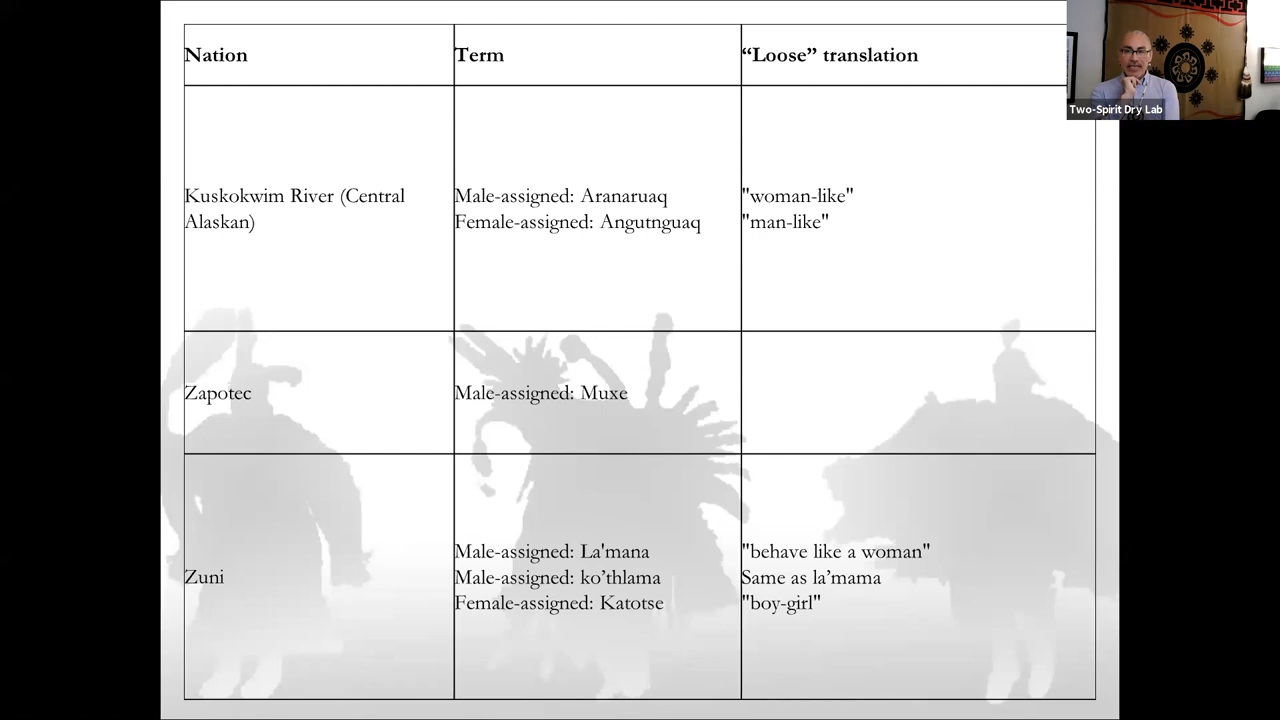 Nation
Term
“Loose” translation
Kuskokwim River (Central
Alaskan)
Male-assigned: Aranaruaq
Female-assigned: Angutnguaq
"woman-like"
"man-like"
Zapotec
Male-assigned: Muxe
Zuni
Male-assigned: La'mana
Male-assigned: ko’thlama
Female-assigned: Katotse
"behave like a woman"
Same as la’mama
"boy-girl"
Two-Spirit Dry Lab